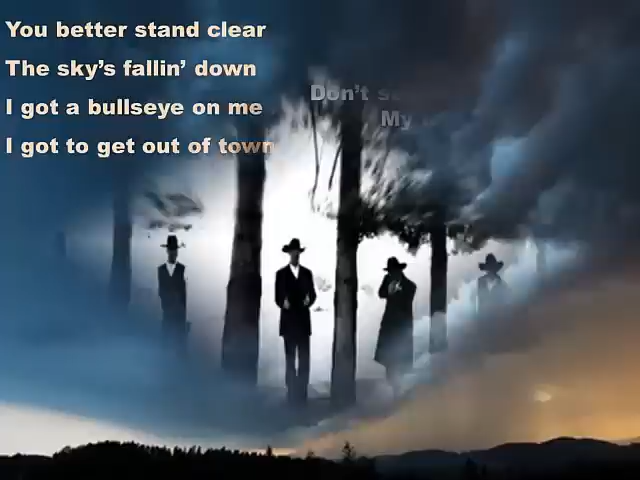 You better stand clear
The sky's fallin' down
I got a bullseye on me
I got to get out of town
Don't
My